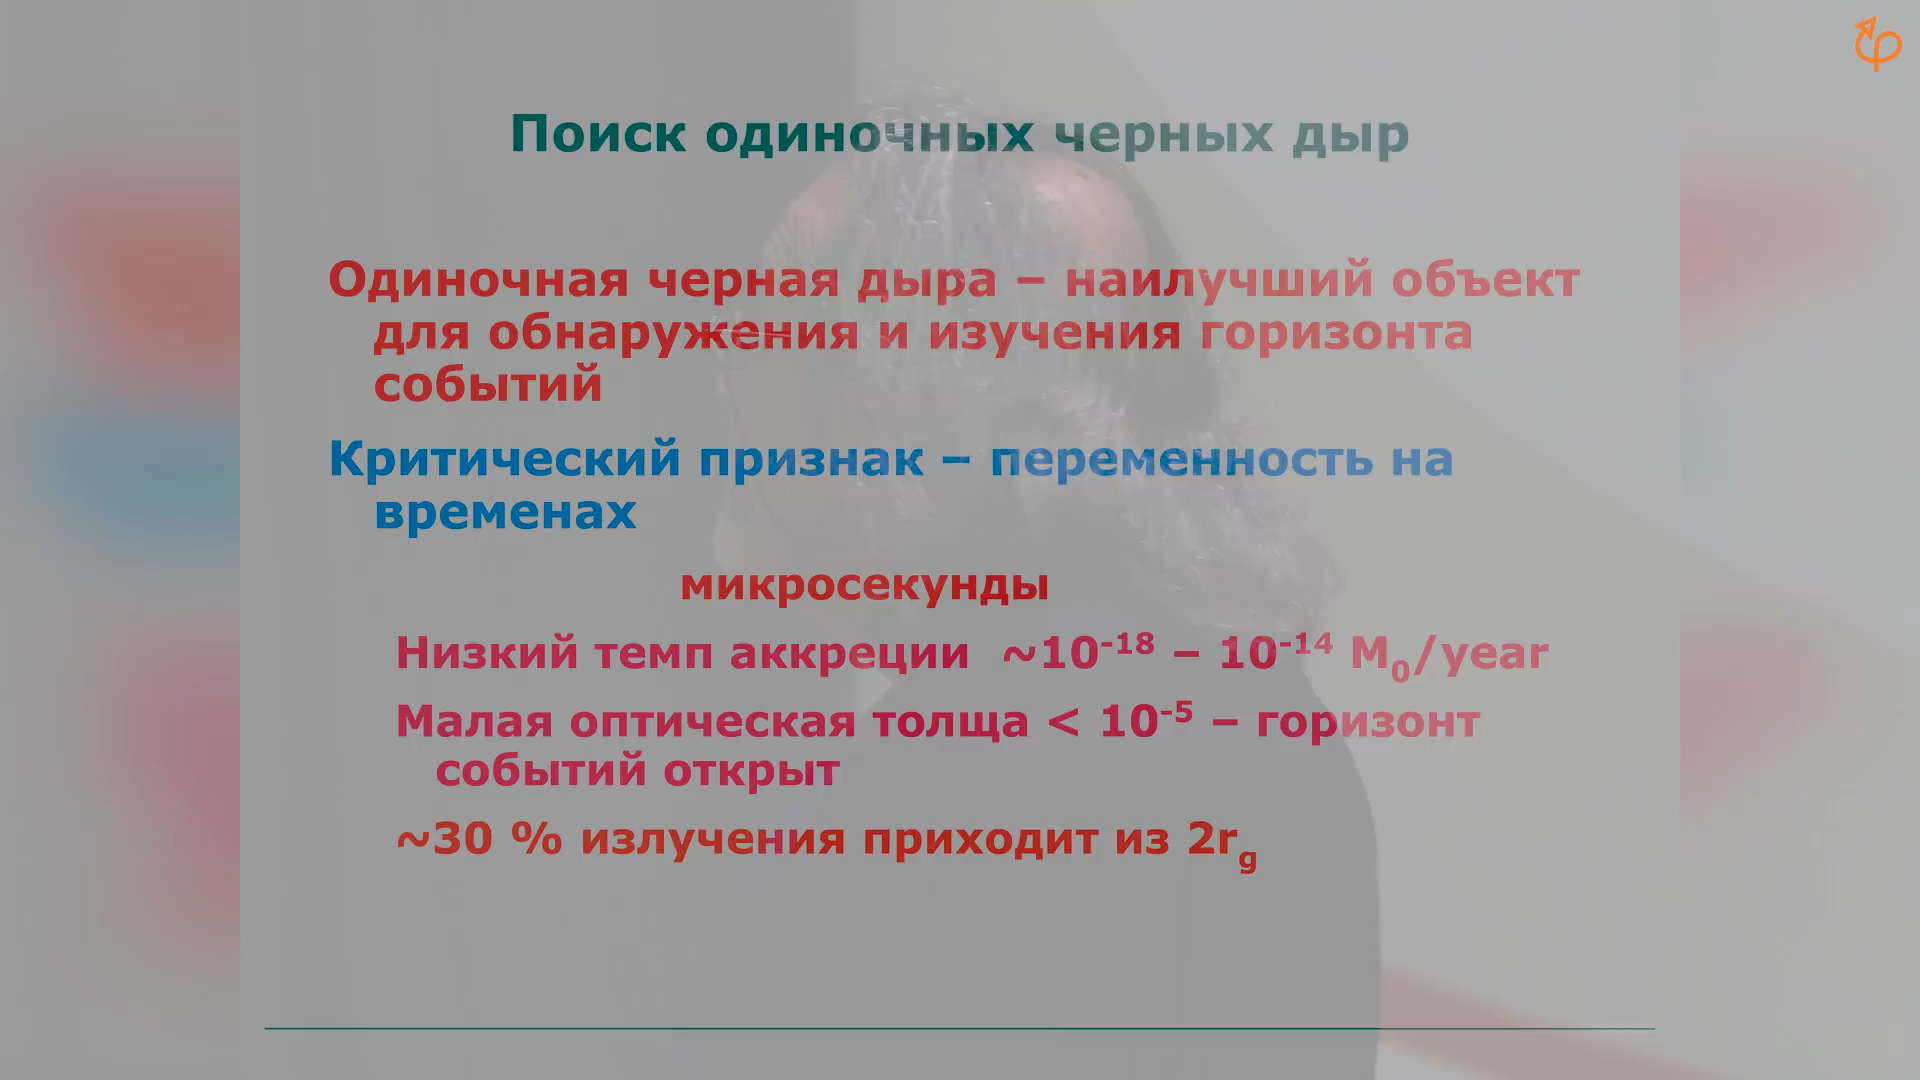 Поиск одиночных черных дыр
Одиночная черная дыра – наилучший объект
для обнаружения и изучения горизонта
событий
Критический признак – переменность на
временах
микросекунды
Низкий темп аккреции ~10⁻¹⁸ – 10⁻¹⁴ M₀/year
Малая оптическая толща < 10⁻⁵ – горизонт
событий открыт
~30 % излучения приходит из 2rg